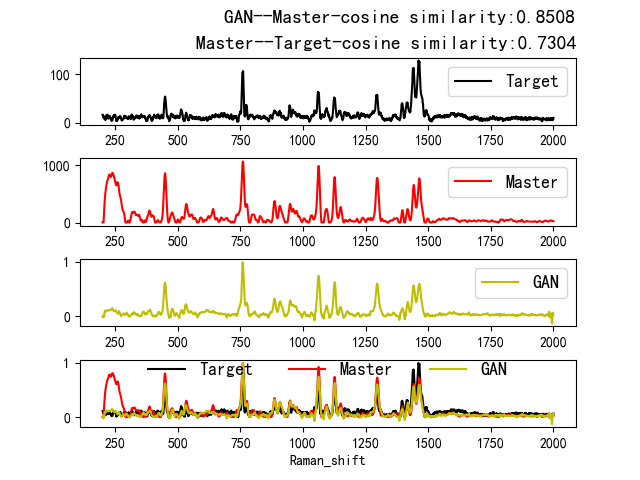 GAN--Master-cosine similarity:0.8508
Master--Target-cosine similarity:0.7304
100
0
Target
250 500 750 1000 1250 1500 1750 2000
1000
0
Master
250 500 750 1000 1250 1500 1750 2000
1
0
GAN
250 500 750 1000 1250 1500 1750 2000
1
0
Target Master GAN
250 500 750 1000 1250 1500 1750 2000
Raman_shift